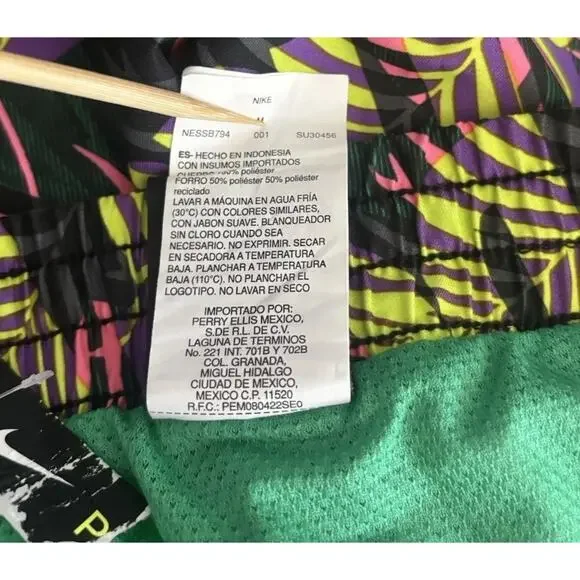 NIKE
M
NESSB794 001 SU30456
ES- HECHO EN INDONESIA
CON INSUMOS IMPORTADOS
CUERPO 100% poliéster
FORRO 50% poliéster 50% poliéster
reciclado
LAVAR A MÁQUINA EN AGUA FRÍA
(30°C) CON COLORES SIMILARES,
CON JABON SUAVE. BLANQUEADOR
SIN CLORO CUANDO SEA
NECESARIO. NO EXPRIMIR. SECAR
EN SECADORA A TEMPERATURA
BAJA. PLANCHAR A TEMPERATURA
BAJA (110°C). NO PLANCHAR EL
LOGOTIPO. NO LAVAR EN SECO
IMPORTADO POR:
PERRY ELLIS MEXICO,
S.DE R.L. DE C.V.
LAGUNA DE TERMINOS
No. 221 INT. 701B Y 702B
COL. GRANADA,
MIGUEL HIDALGO
CIUDAD DE MEXICO,
MEXICO C.P. 11520
R.F.C.: PEM080422SE0
P